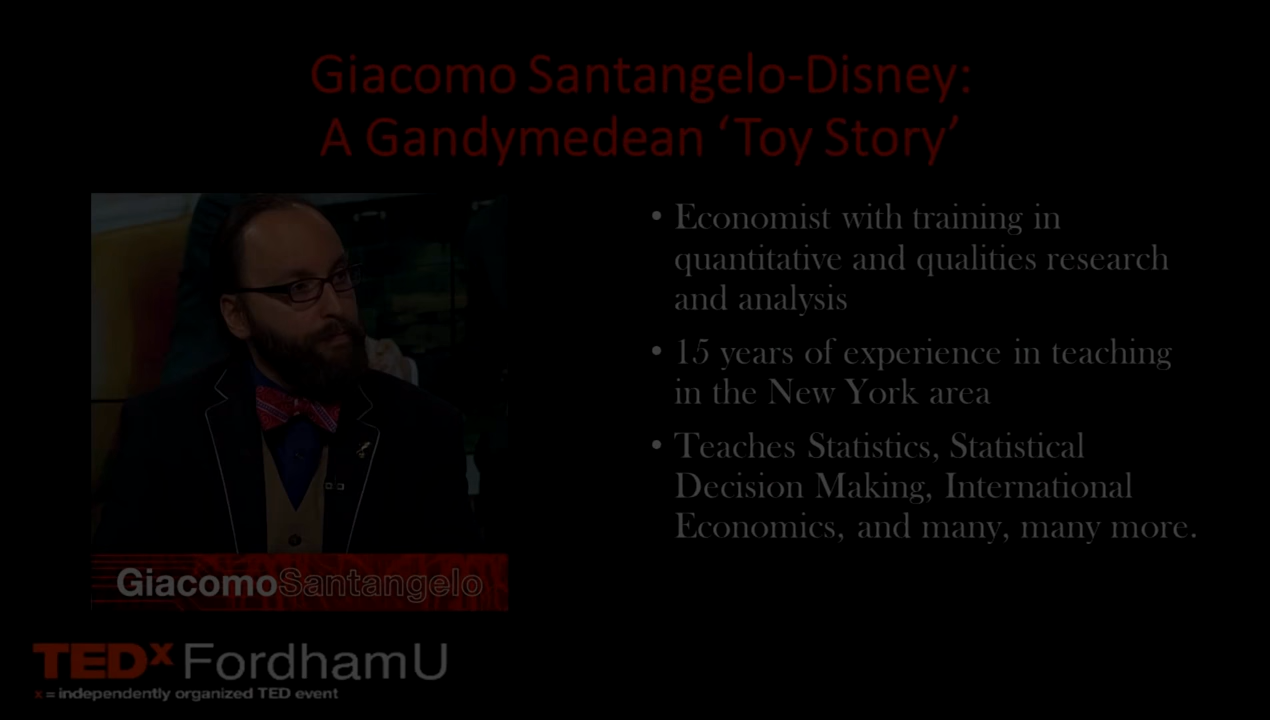 Giacomo Santangelo-Disney:
A Gandymedean ‘Toy Story’
• Economist with training in
quantitative and qualities research
and analysis
• 15 years of experience in teaching
in the New York area
• Teaches Statistics, Statistical
Decision Making, International
Economics, and many, many more.
GiacomoSantangelo
TEDx FordhamU
x = independently organized TED event